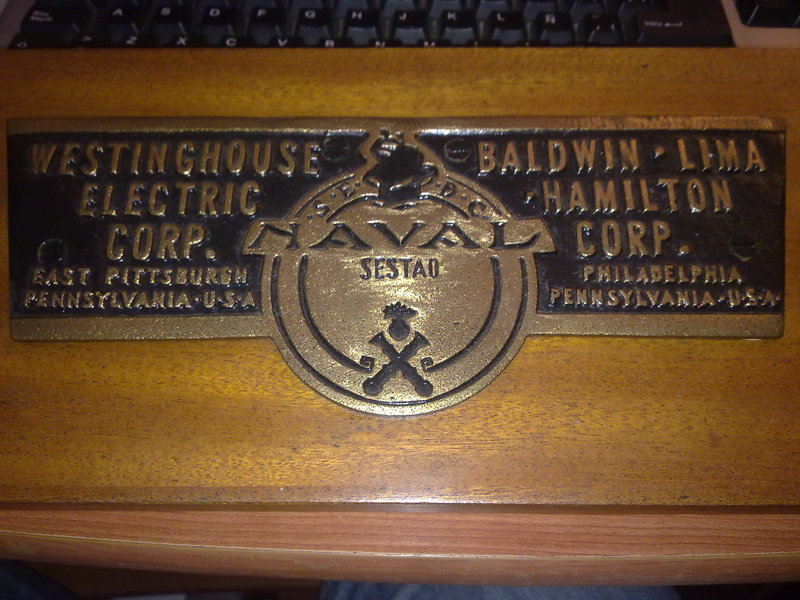 WESTINGHOUSE
ELECTRIC
CORP.
EAST PITTSBURGH
PENNSYLVANIA·U·S·A
S·E·D·C·
NAVAL
SESTAO
BALDWIN·LIMA
·HAMILTON
CORP.
PHILADELPHIA
PENNSYLVANIA·U·S·A·
A S D F G H J K L Ñ
Z X C V B N M